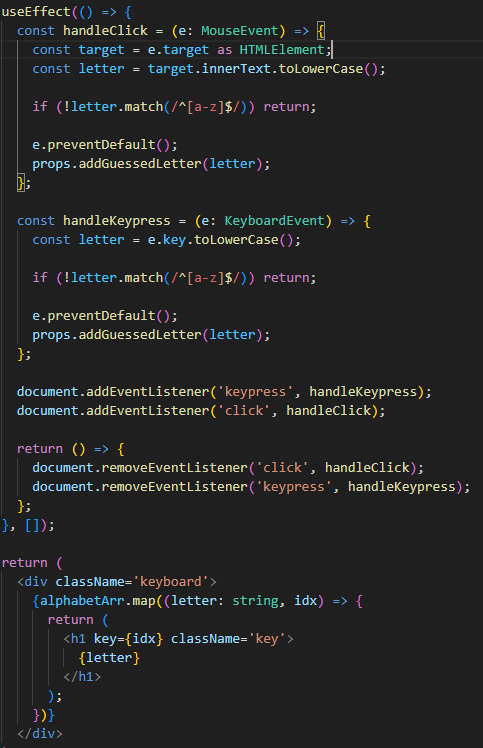 useEffect(() => {
const handleClick = (e: MouseEvent) => {
const target = e.target as HTMLElement;
const letter = target.innerText.toLowerCase();
if (!letter.match(/^[a-z]$/)) return;
e.preventDefault();
props.addGuessedLetter(letter);
};
const handleKeypress = (e: KeyboardEvent) => {
const letter = e.key.toLowerCase();
if (!letter.match(/^[a-z]$/)) return;
e.preventDefault();
props.addGuessedLetter(letter);
};
document.addEventListener('keypress', handleKeypress);
document.addEventListener('click', handleClick);
return () => {
document.removeEventListener('click', handleClick);
document.removeEventListener('keypress', handleKeypress);
};
}, []);
return (
<div className='keyboard'>
{alphabetArr.map((letter: string, idx) => {
return (
<h1 key={idx} className='key'>
{letter}
</h1>
);
})}
</div>